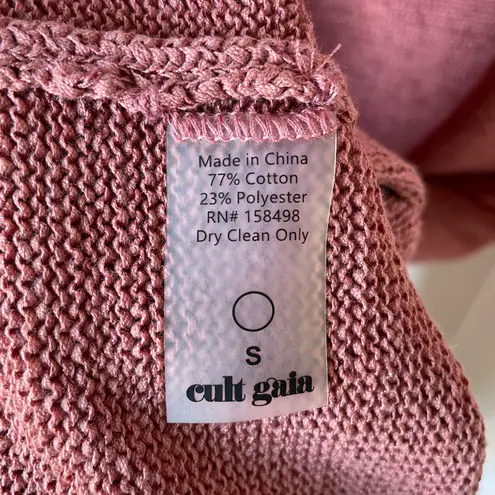 Made in China
77% Cotton
23% Polyester
RN# 158498
Dry Clean Only
S
cult gaia